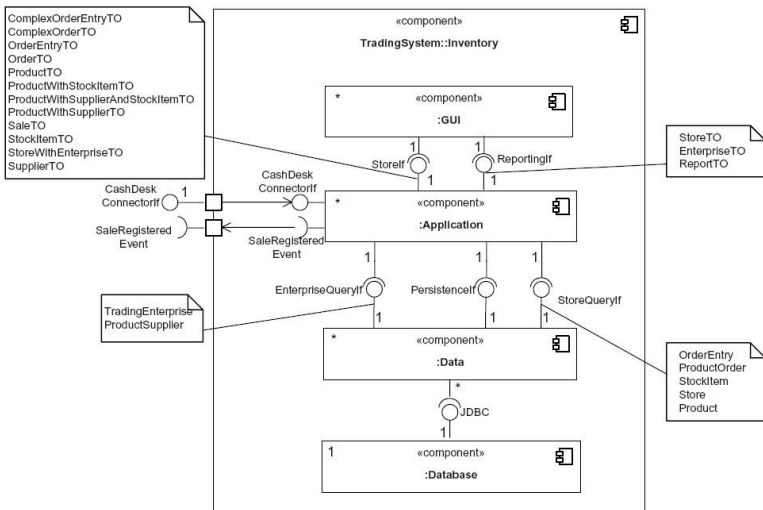 ComplexOrderEntryTO
ComplexOrderTO
OrderEntryTO
OrderTO
ProductTO
ProductWithStockItemTO
ProductWithSupplierAndStockItemTO
ProductWithSupplierTO
SaleTO
StockItemTO
StoreWithEnterpriseTO
SupplierTO
«component»
TradingSystem::Inventory
* «component»
:GUI
1 1
StoreIf ReportingIf
1 1
StoreTO
EnterpriseTO
ReportTO
CashDesk 1
ConnectorIf
CashDesk
ConnectorIf
SaleRegistered
Event
SaleRegistered
Event
* «component»
:Application
1 1 1
EnterpriseQueryIf PersistenceIf StoreQueryIf
1 1 1
TradingEnterprise
ProductSupplier
* «component»
:Data
OrderEntry
ProductOrder
StockItem
Store
Product
*
JDBC
1
1 «component»
:Database